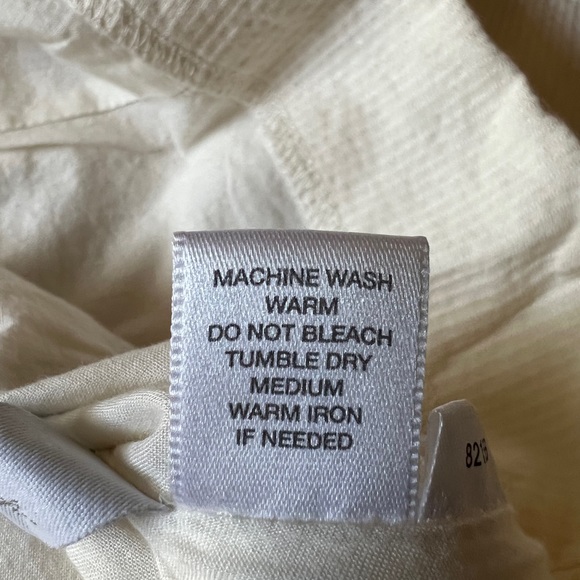 MACHINE WASH
WARM
DO NOT BLEACH
TUMBLE DRY
MEDIUM
WARM IRON
IF NEEDED